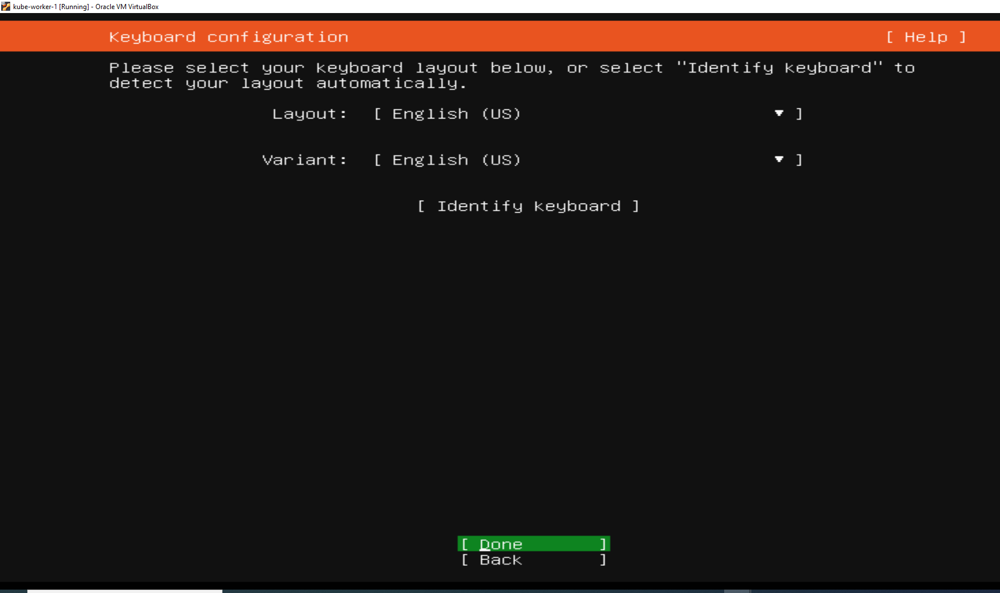 kube-worker-1 [Running] - Oracle VM VirtualBox
Keyboard configuration [ Help ]
Please select your keyboard layout below, or select "Identify keyboard" to
detect your layout automatically.
Layout: [ English (US) ▾ ]
Variant: [ English (US) ▾ ]
[ Identify keyboard ]
[ Done ]
[ Back ]